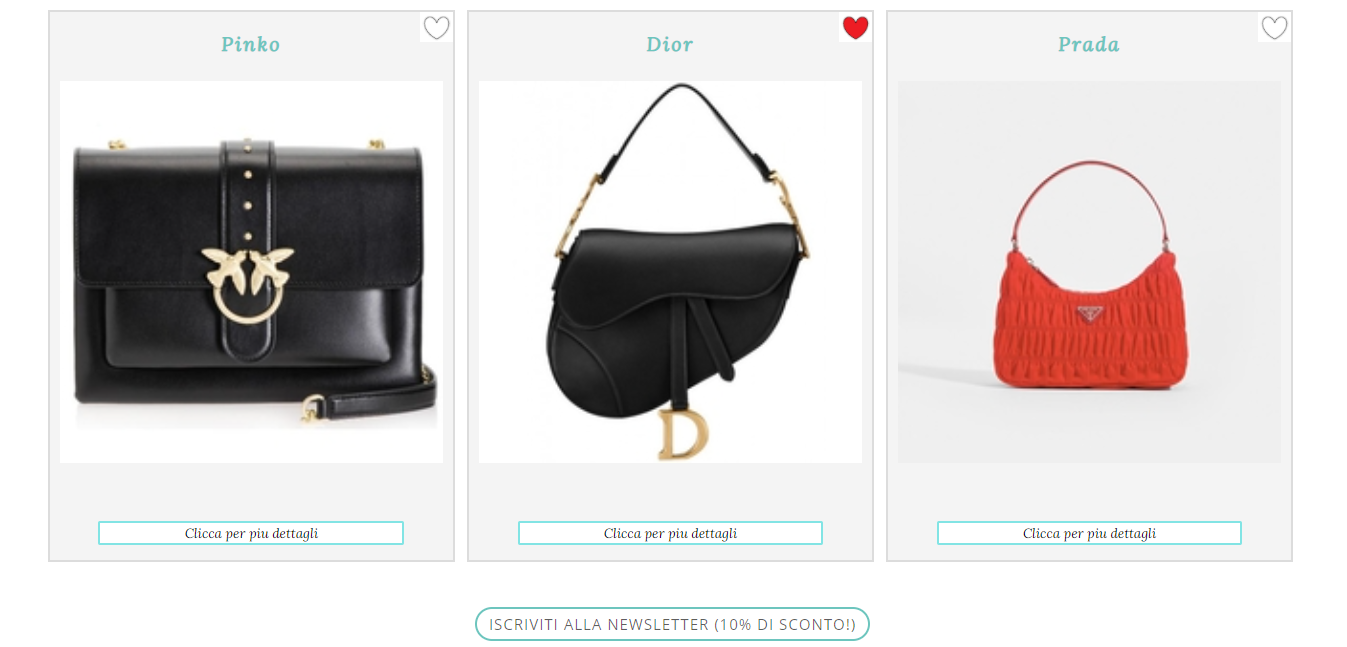 Pinko
Dior
Prada
D
Clicca per piu dettagli
Clicca per piu dettagli
Clicca per piu dettagli
ISCRIVITI ALLA NEWSLETTER (10% DI SCONTO!)